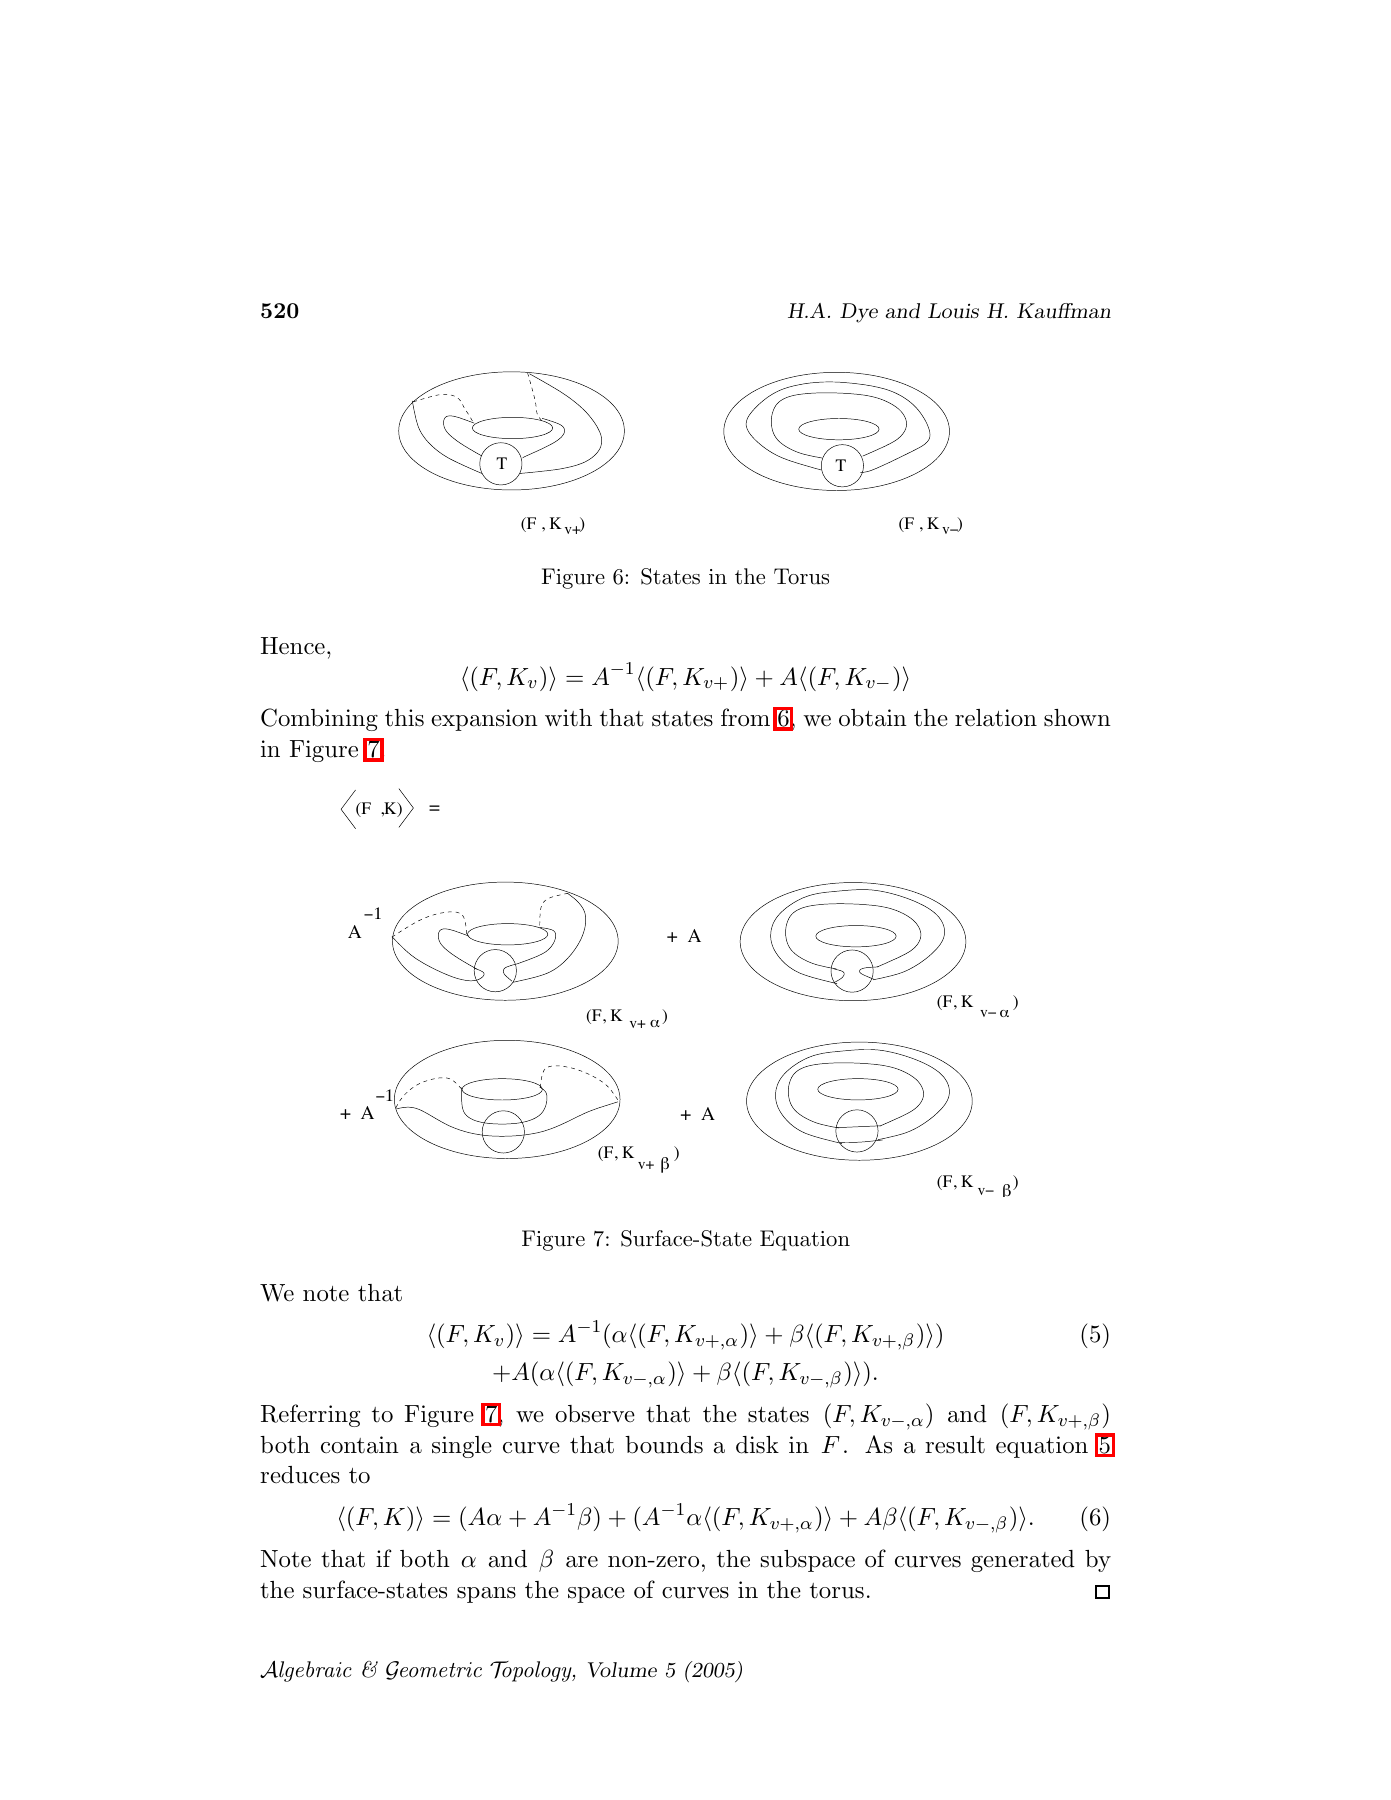 520 H.A. Dye and Louis H. Kauffman
T T
(F , K v+) (F , K v−)
Figure 6: States in the Torus
Hence,
⟨(F, K_v)⟩ = A^{−1}⟨(F, K_{v+})⟩ + A⟨(F, K_{v−})⟩
Combining this expansion with that states from 6, we obtain the relation shown
in Figure 7
⟨(F ,K)⟩ =
A −1 + A
(F, K v+ α) (F, K v− α)
+ A −1 + A
(F, K v+ β) (F, K v− β)
Figure 7: Surface-State Equation
We note that
⟨(F, K_v)⟩ = A^{−1}(α⟨(F, K_{v+,α})⟩ + β⟨(F, K_{v+,β})⟩) (5)
+A(α⟨(F, K_{v−,α})⟩ + β⟨(F, K_{v−,β})⟩).
Referring to Figure 7, we observe that the states (F, K_{v−,α}) and (F, K_{v+,β})
both contain a single curve that bounds a disk in F. As a result equation 5
reduces to
⟨(F, K)⟩ = (Aα + A^{−1}β) + (A^{−1}α⟨(F, K_{v+,α})⟩ + Aβ⟨(F, K_{v−,β})⟩. (6)
Note that if both α and β are non-zero, the subspace of curves generated by
the surface-states spans the space of curves in the torus. □
Algebraic & Geometric Topology, Volume 5 (2005)